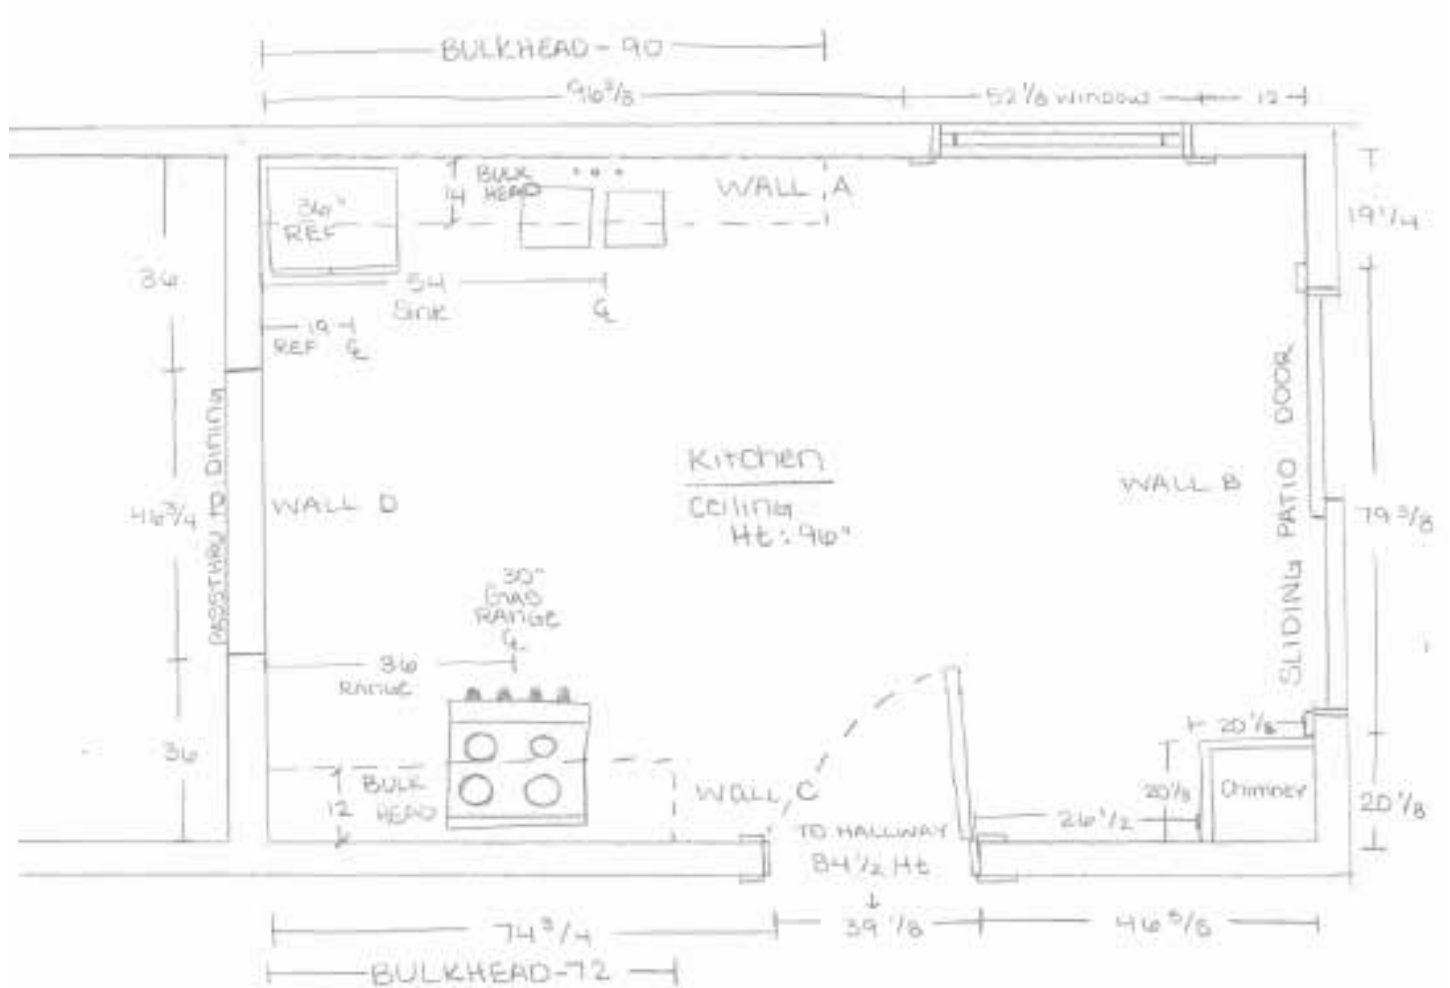 BULKHEAD - 90
96 3/8
52 1/8 WINDOW
12
36"
REF
14
BULK
HEAD
WALL A
19 1/4
36
54
Sink
CL
19
REF CL
PASSTHRU TO Dining
46 3/4
WALL D
Kitchen
Ceiling
Ht: 96"
WALL B
SLIDING PATIO DOOR
79 3/8
30"
Gas
RANGE
CL
36
RANGE
36
12
BULK
HEAD
WALL C
TO HALLWAY
84 1/2 Ht
26 1/2
20 1/8
20 1/8
Chimney
20 1/8
74 3/4
39 1/8
46 5/8
BULKHEAD-72